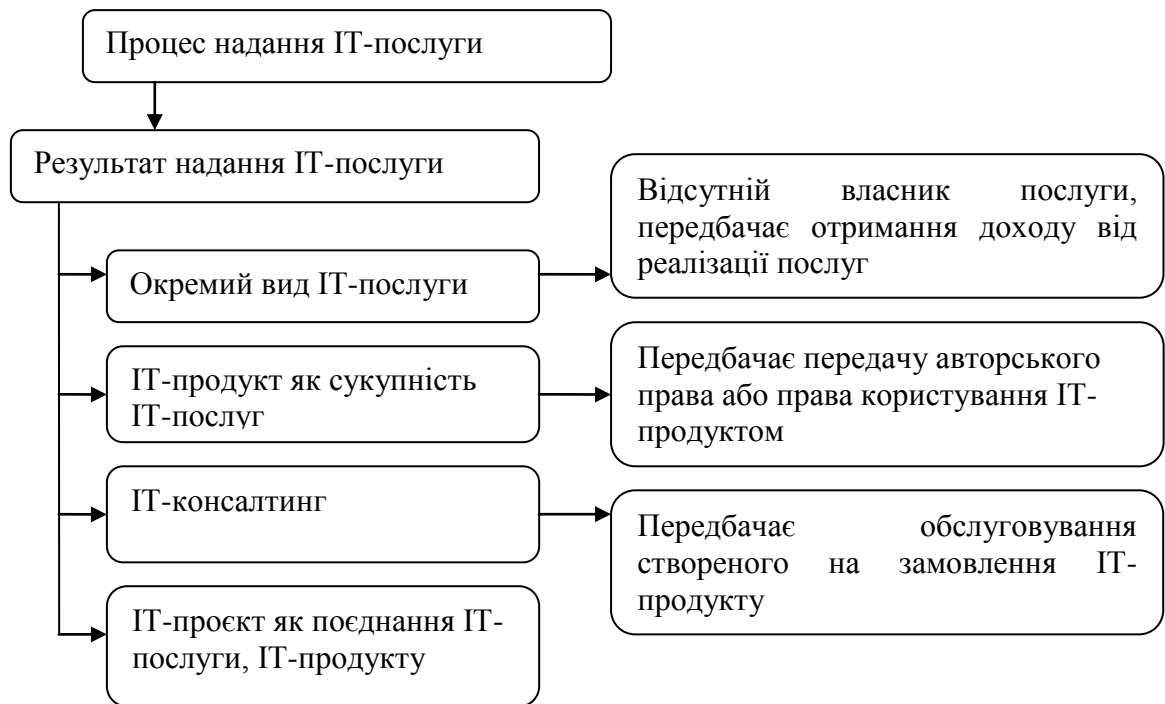 Процес надання ІТ-послуги
Результат надання ІТ-послуги
Відсутній власник послуги,
передбачає отримання доходу від
реалізації послуг
Окремий вид ІТ-послуги
ІТ-продукт як сукупність
ІТ-послуг
Передбачає передачу авторського
права або права користування ІТ-
продуктом
ІТ-консалтинг
Передбачає обслуговування
створеного на замовлення ІТ-
продукту
ІТ-проєкт як поєднання ІТ-
послуги, ІТ-продукту